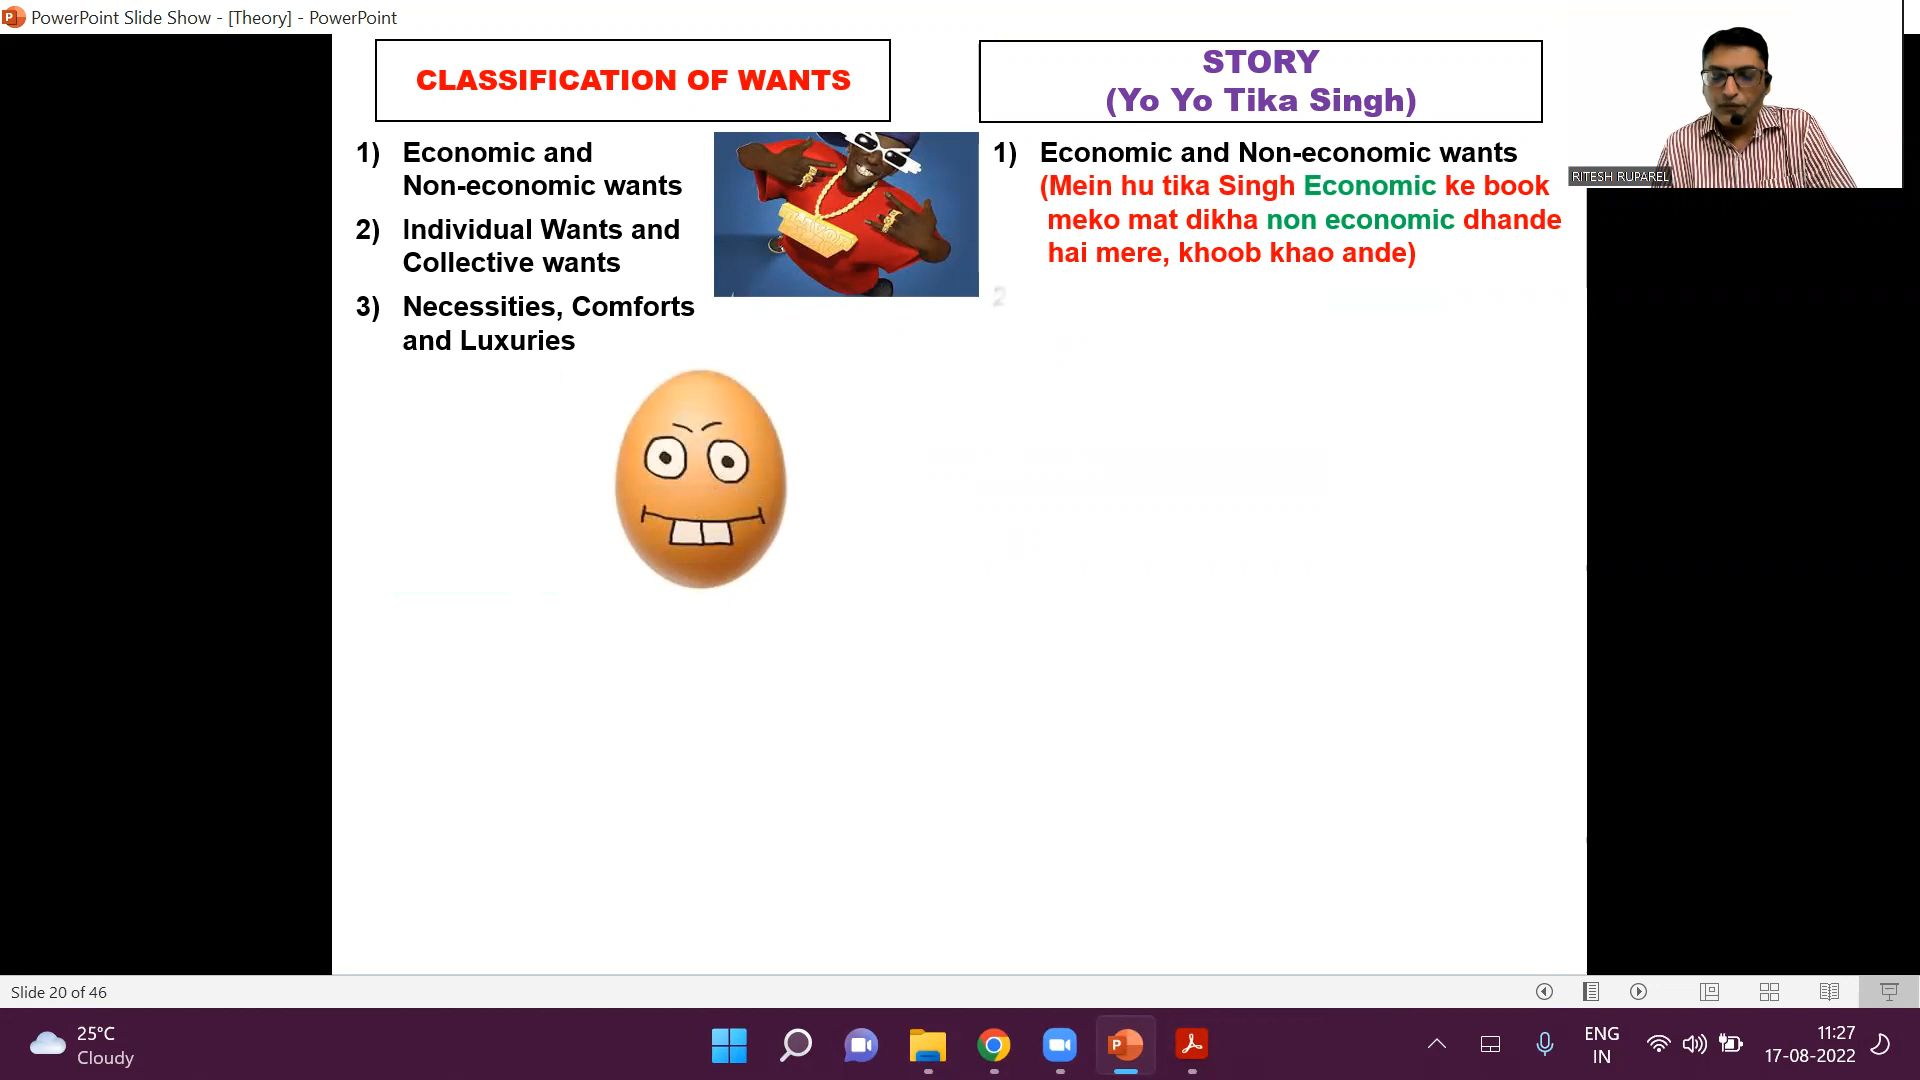 PowerPoint Slide Show - [Theory] - PowerPoint
CLASSIFICATION OF WANTS
1) Economic and
Non-economic wants
2) Individual Wants and
Collective wants
3) Necessities, Comforts
and Luxuries
STORY
(Yo Yo Tika Singh)
1) Economic and Non-economic wants
(Mein hu tika Singh Economic ke book
meko mat dikha non economic dhande
hai mere, khoob khao ande)
2
RITESH RUPAREL
Slide 20 of 46
25°C
Cloudy
ENG
IN
11:27
17-08-2022